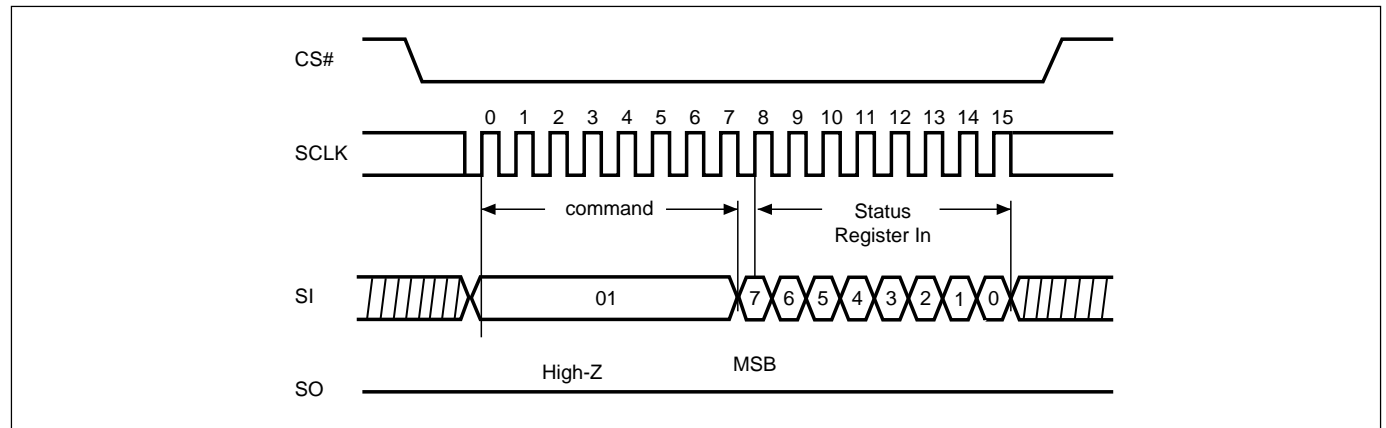 CS#
0 1 2 3 4 5 6 7 8 9 10 11 12 13 14 15
SCLK
command
Status
Register In
SI
01
7 6 5 4 3 2 1 0
High-Z
MSB
SO